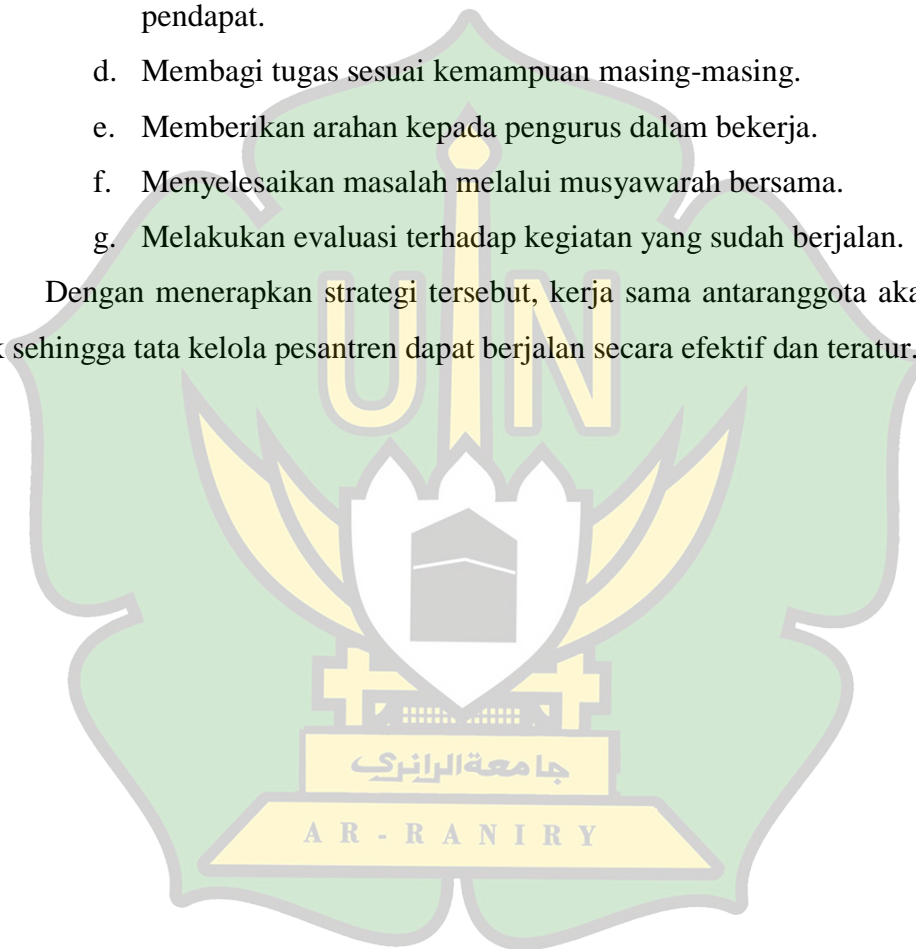 pendapat.
d. Membagi tugas sesuai kemampuan masing-masing.
e. Memberikan arahan kepada pengurus dalam bekerja.
f. Menyelesaikan masalah melalui musyawarah bersama.
g. Melakukan evaluasi terhadap kegiatan yang sudah berjalan.
Dengan menerapkan strategi tersebut, kerja sama antaranggota
sehingga tata kelola pesantren dapat berjalan secara efektif dan teratur.
UIN
جامعةالرانري
AR-RANIRY